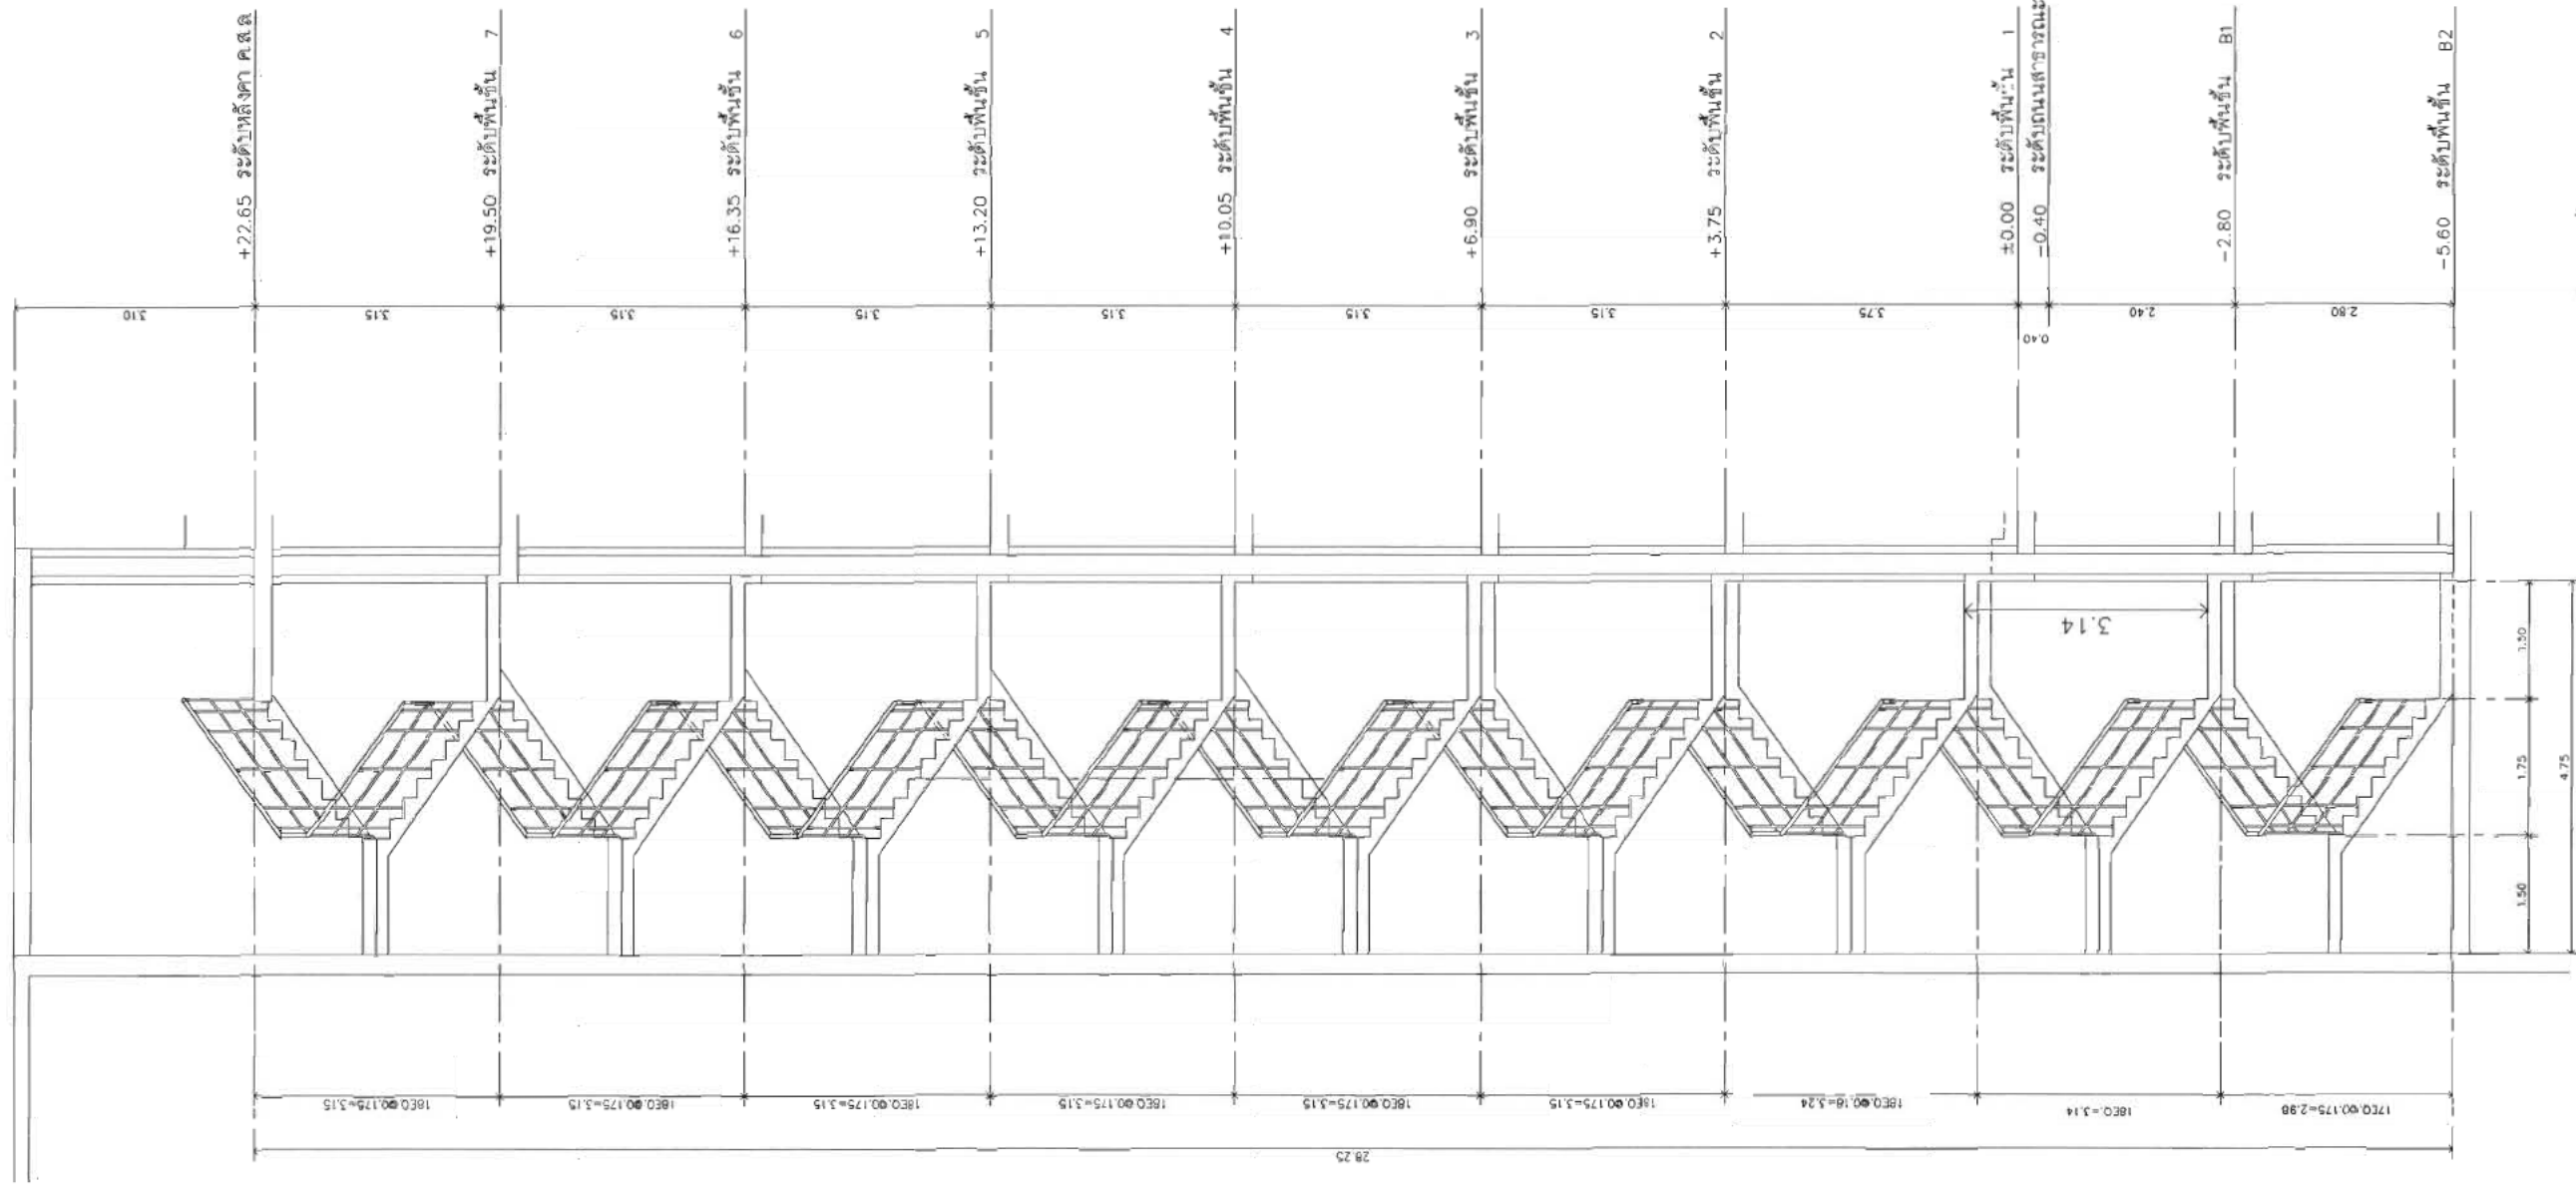 +22.65 ระดับหลังคา ค.ส.ล
+19.50 ระดับพื้นชั้น 7
+16.35 ระดับพื้นชั้น 6
+13.20 ระดับพื้นชั้น 5
+10.05 ระดับพื้นชั้น 4
+6.90 ระดับพื้นชั้น 3
+3.75 ระดับพื้นชั้น 2
±0.00 ระดับพื้นชั้น 1
-0.40 ระดับถนนสาธารณะ
-2.80 ระดับพื้นชั้น B1
-5.60 ระดับพื้นชั้น B2
3.10
3.15
3.15
3.15
3.15
3.15
3.15
3.75
0.40
2.40
2.80
3.14
1.50
1.75
1.50
4.75
18EQ.@0.175=3.15
18EQ.@0.175=3.15
18EQ.@0.175=3.15
18EQ.@0.175=3.15
18EQ.@0.175=3.15
18EQ.@0.175=3.15
18EQ.@0.18=3.24
18EQ.=3.14
17EQ.@0.175=2.98
28.25